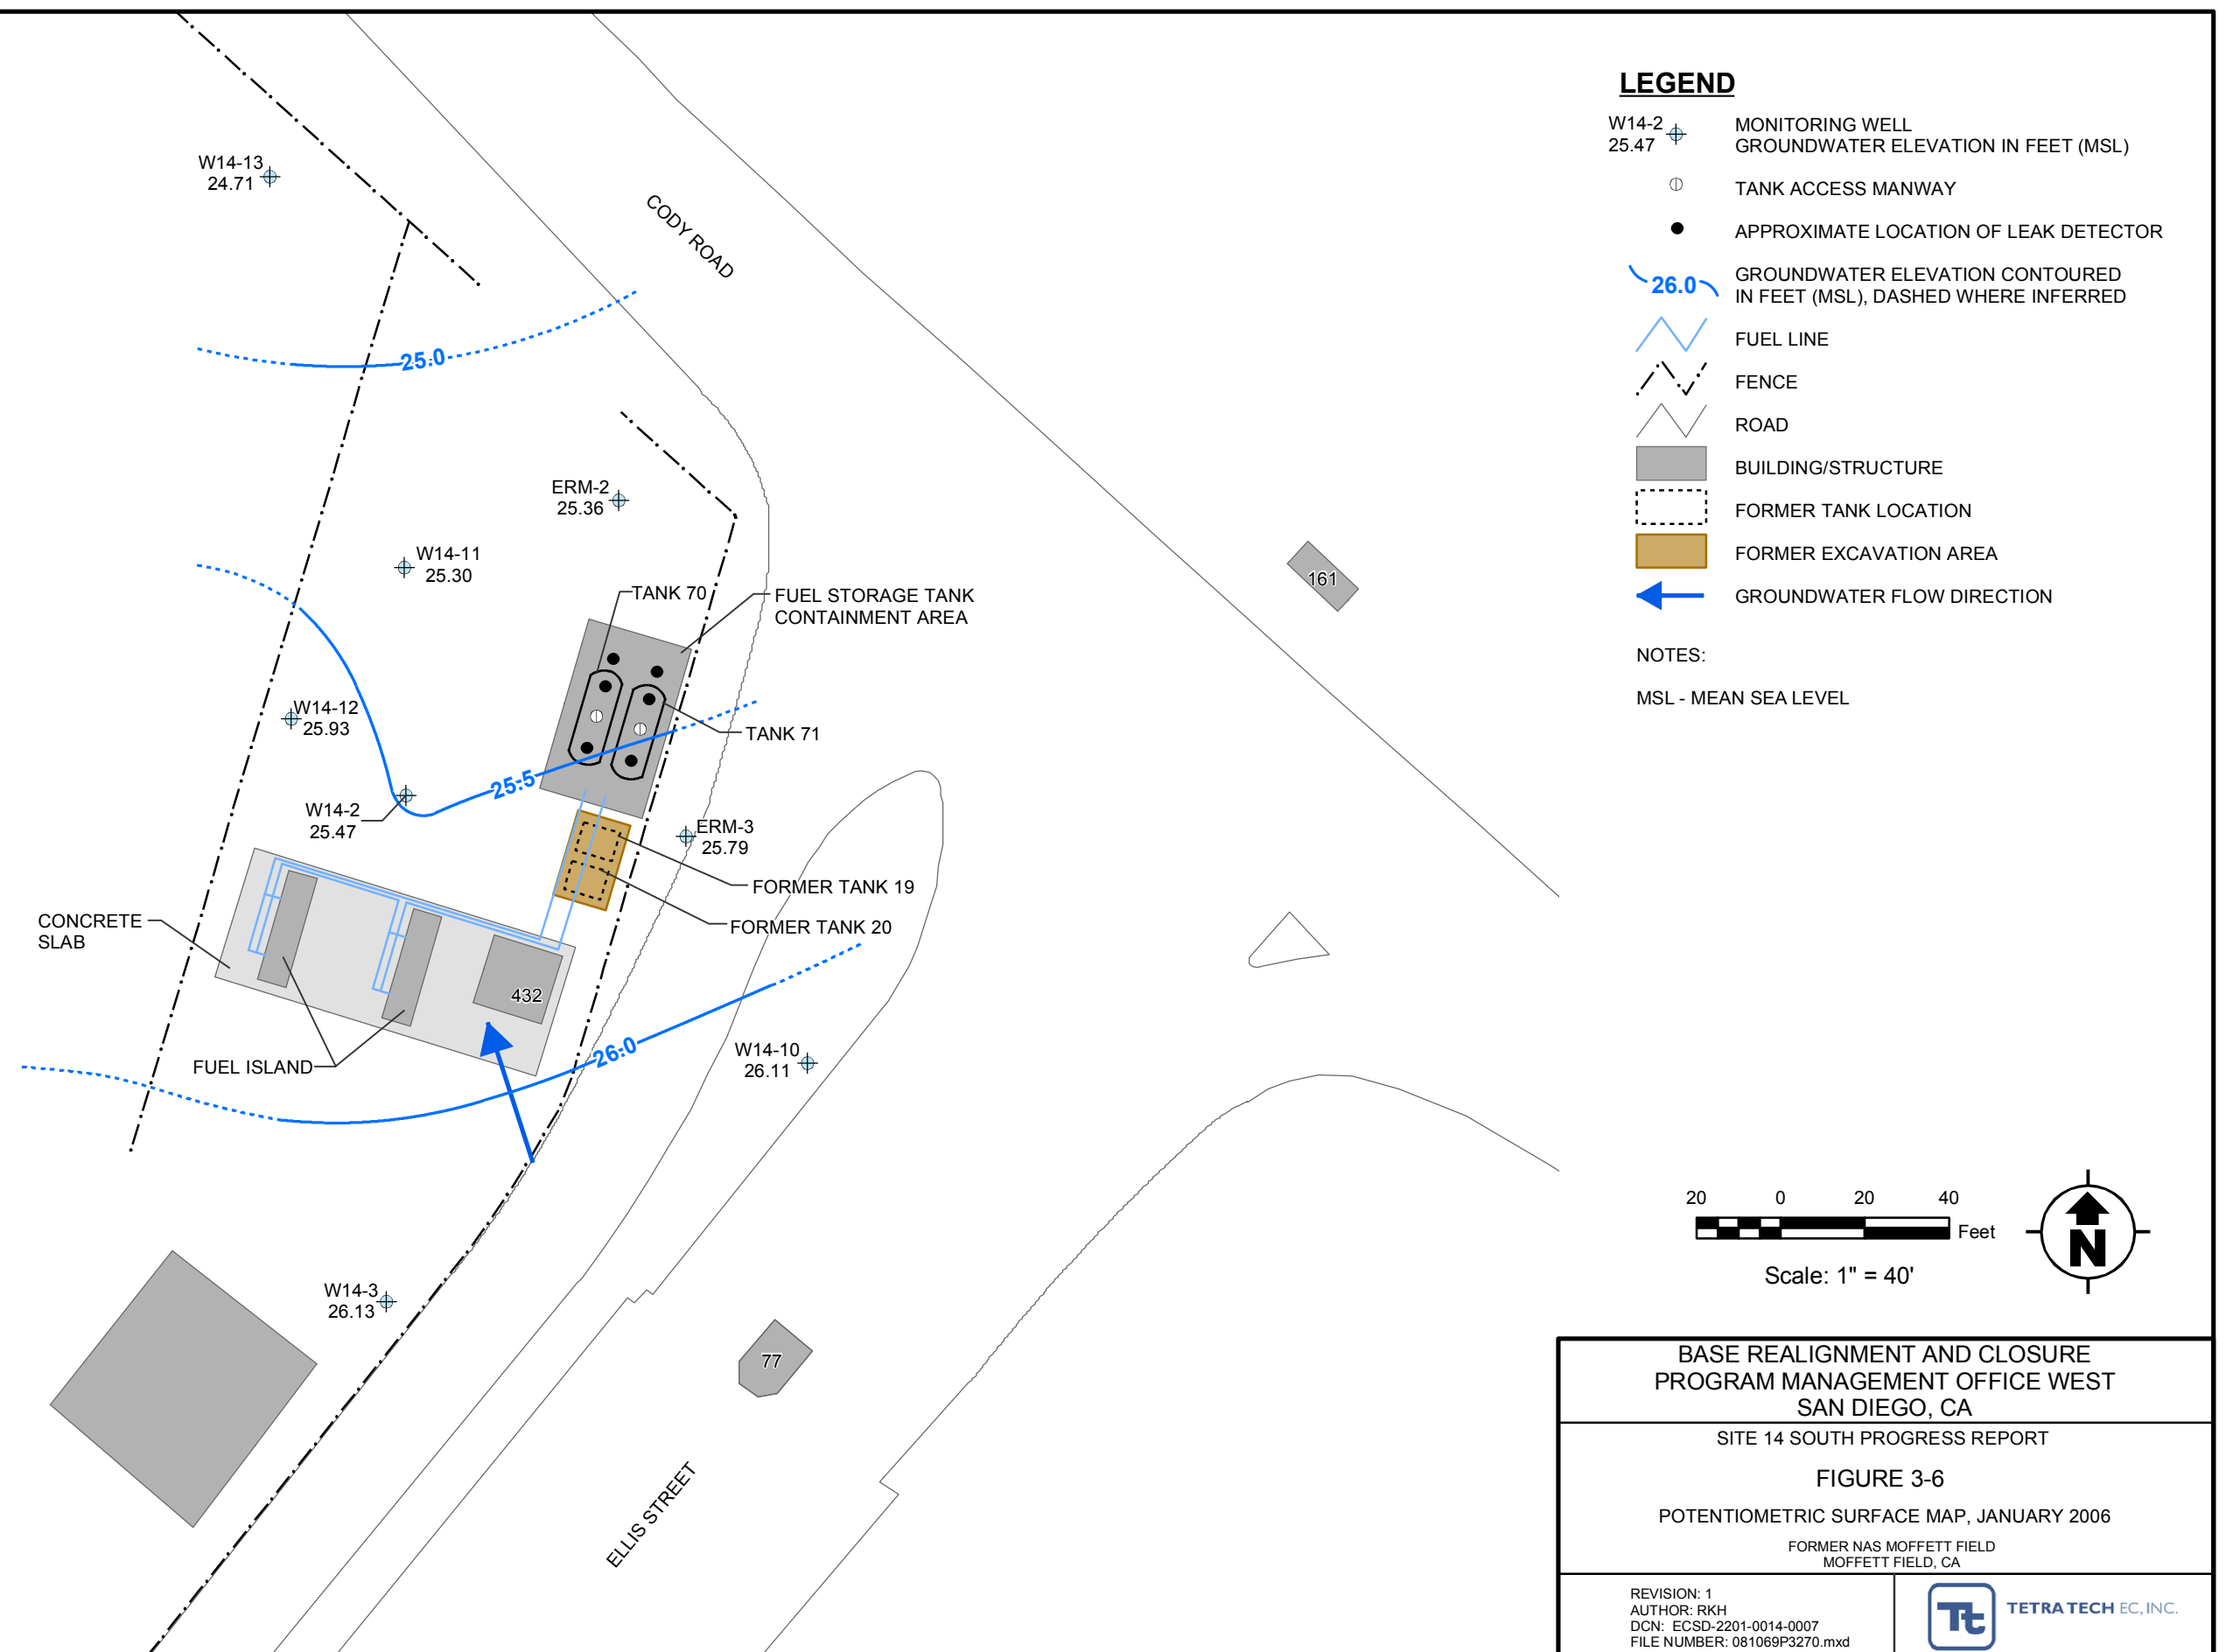 LEGEND
W14-2
25.47
MONITORING WELL
GROUNDWATER ELEVATION IN FEET (MSL)
TANK ACCESS MANWAY
APPROXIMATE LOCATION OF LEAK DETECTOR
26.0
GROUNDWATER ELEVATION CONTOURED
IN FEET (MSL), DASHED WHERE INFERRED
FUEL LINE
FENCE
ROAD
BUILDING/STRUCTURE
FORMER TANK LOCATION
FORMER EXCAVATION AREA
GROUNDWATER FLOW DIRECTION
NOTES:
MSL - MEAN SEA LEVEL
W14-13
24.71
CODY ROAD
25.0
ERM-2
25.36
W14-11
25.30
TANK 70
FUEL STORAGE TANK
CONTAINMENT AREA
161
W14-12
25.93
TANK 71
25.5
W14-2
25.47
ERM-3
25.79
FORMER TANK 19
FORMER TANK 20
CONCRETE
SLAB
432
FUEL ISLAND
26.0
W14-10
26.11
W14-3
26.13
77
ELLIS STREET
20 0 20 40
Feet
Scale: 1" = 40'
N
BASE REALIGNMENT AND CLOSURE
PROGRAM MANAGEMENT OFFICE WEST
SAN DIEGO, CA
SITE 14 SOUTH PROGRESS REPORT
FIGURE 3-6
POTENTIOMETRIC SURFACE MAP, JANUARY 2006
FORMER NAS MOFFETT FIELD
MOFFETT FIELD, CA
REVISION: 1
AUTHOR: RKH
DCN: ECSD-2201-0014-0007
FILE NUMBER: 081069P3270.mxd
Tt
TETRA TECH EC, INC.